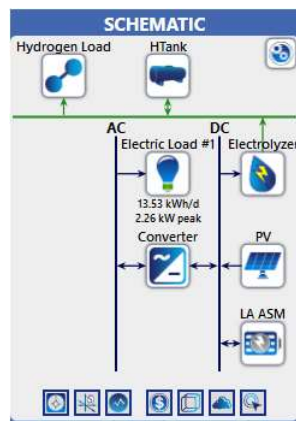 SCHEMATIC
Hydrogen Load HTank
AC DC
Electric Load #1 Electrolyzer
13.53 kWh/d
2.26 kW peak
Converter PV
LA ASM